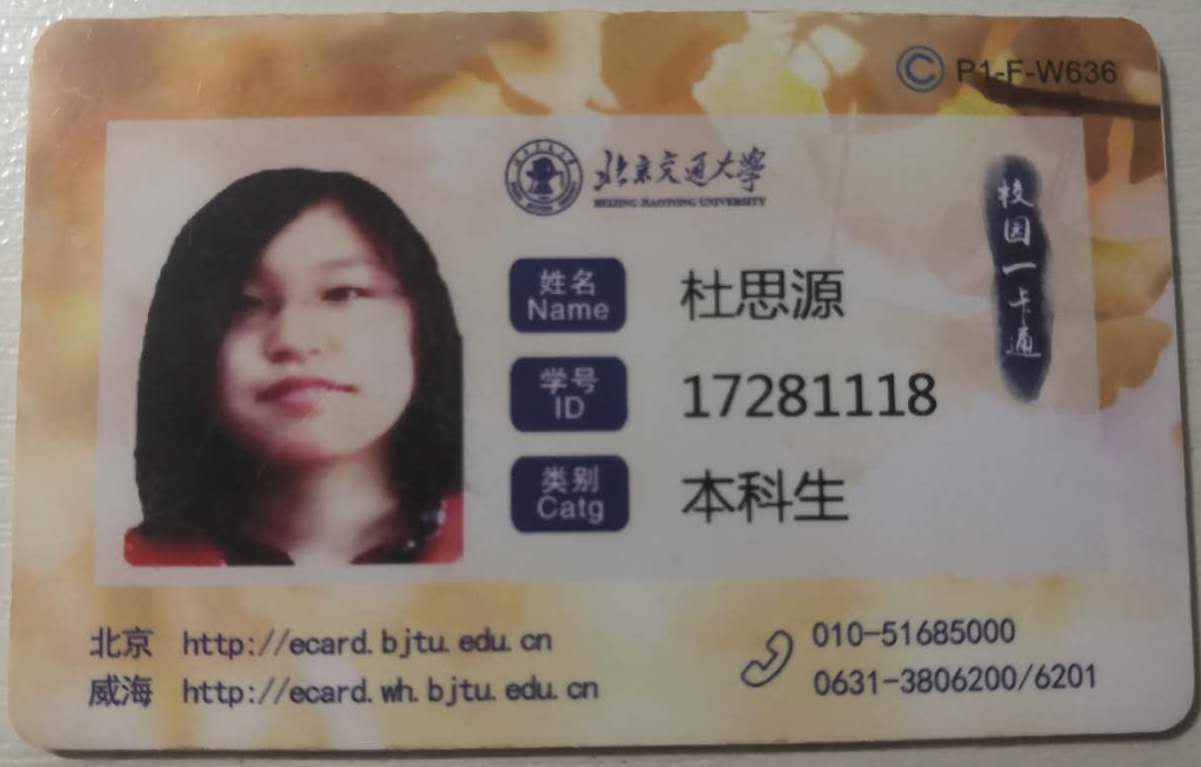 © P1-F-W636
北京交通大學
BEIJING JIAOTONG UNIVERSITY
校园一卡通
姓名 杜思源
Name
学号 17281118
ID
类别 本科生
Catg
北京 http://ecard.bjtu.edu.cn
010-51685000
威海 http://ecard.wh.bjtu.edu.cn
0631-3806200/6201